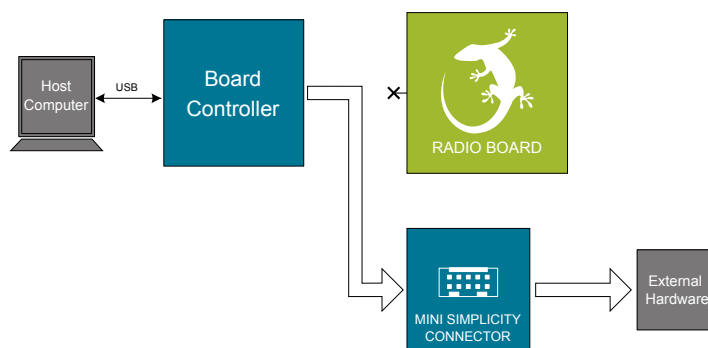 Host
Computer
USB
Board
Controller
RADIO BOARD
MINI SIMPLICITY
CONNECTOR
External
Hardware